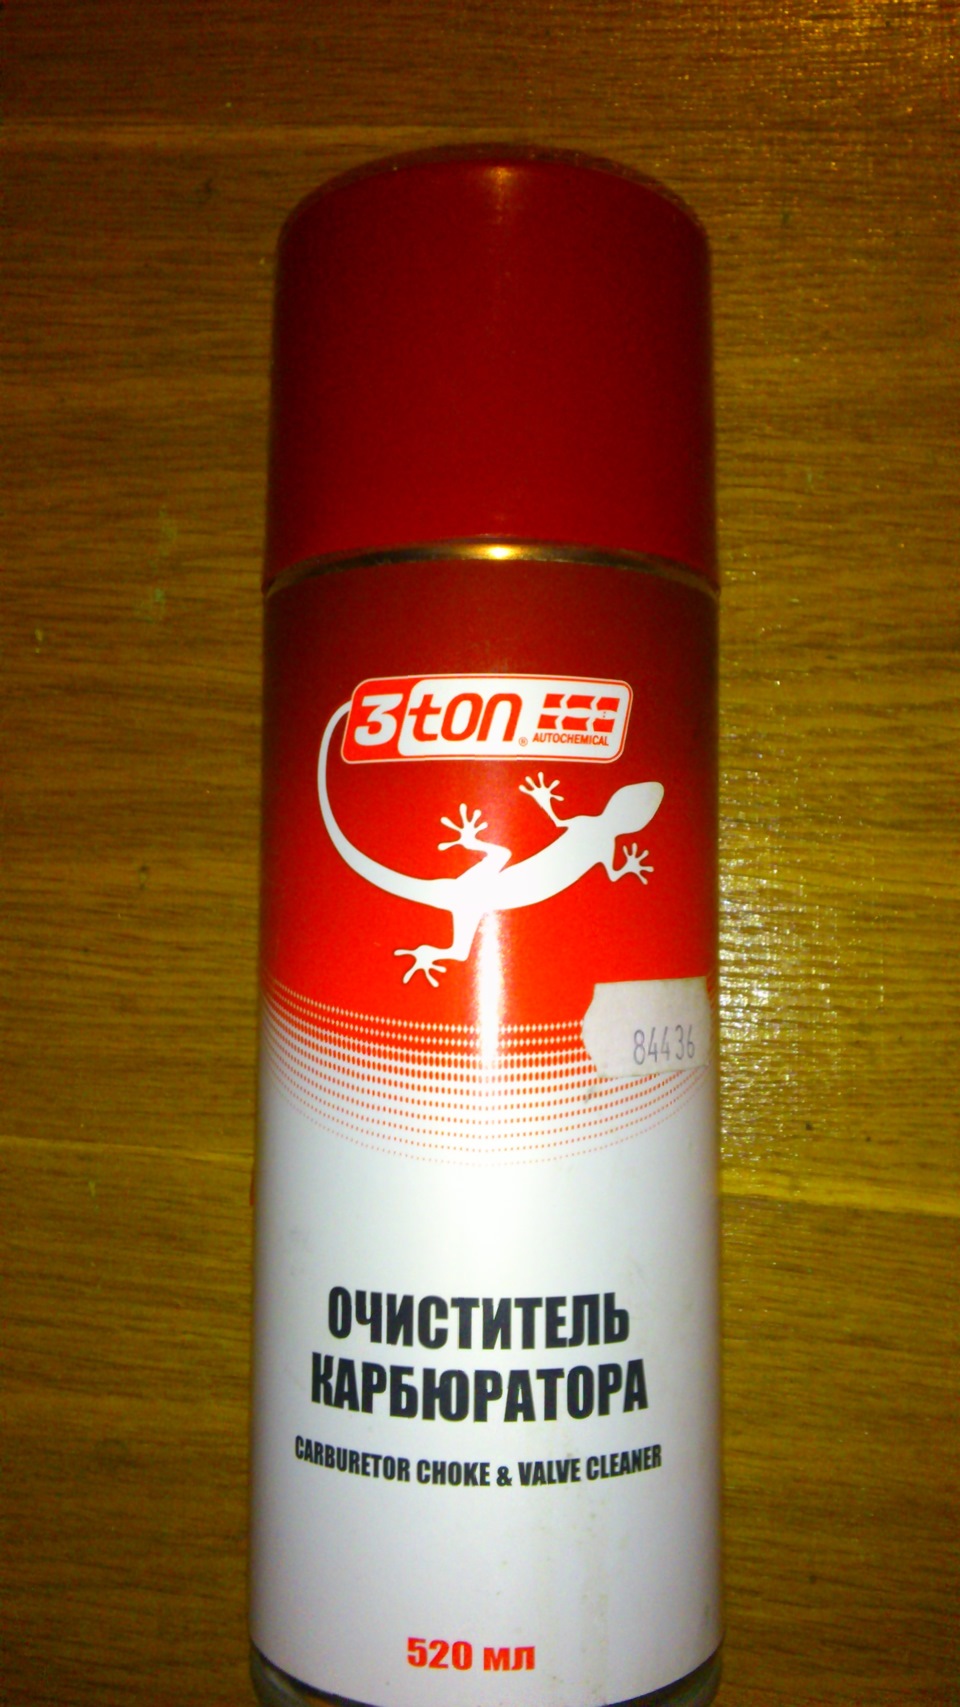 3ton®
AUTOCHEMICAL
84436
ОЧИСТИТЕЛЬ
КАРБЮРАТОРА
CARBURETOR CHOKE & VALVE CLEANER
520 мл